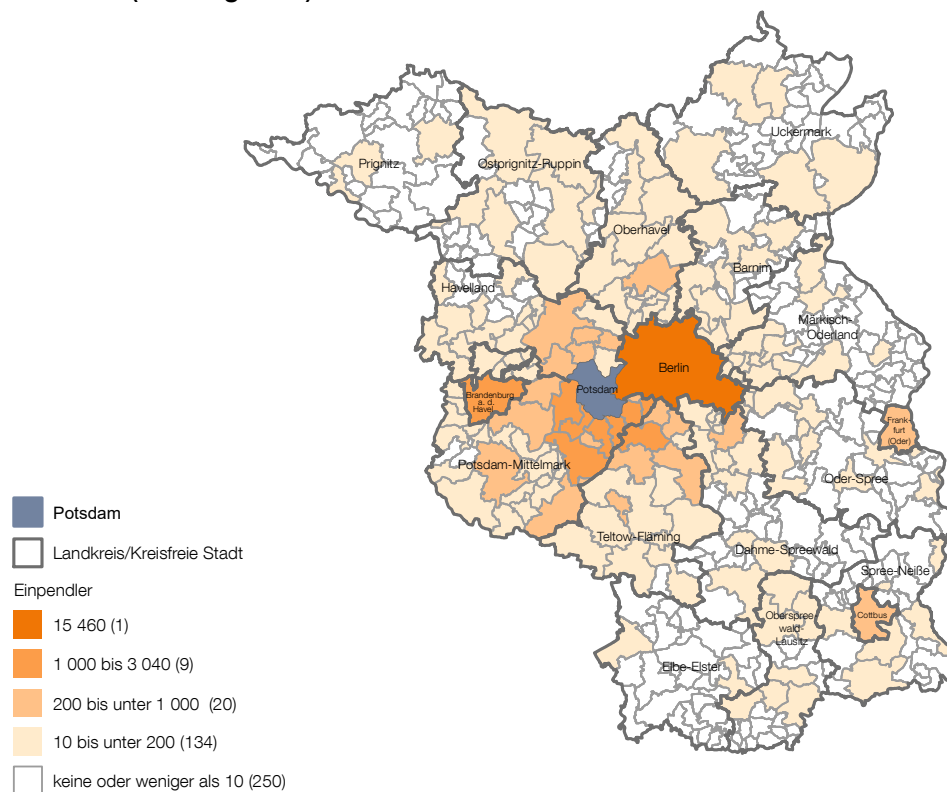 Uckermark
Prignitz
Ostprignitz-Ruppin
Oberhavel
Barnim
Havelland
Märkisch-
Oderland
Berlin
Potsdam
Brandenburg
a. d.
Havel
Frank-
furt
(Oder)
Potsdam-Mittelmark
Oder-Spree
Teltow-Fläming
Dahme-Spreewald
Spree-Neiße
Oberspree-
wald-
Lausitz
Cottbus
Elbe-Elster
Potsdam
Landkreis/Kreisfreie Stadt
Einpendler
15 460 (1)
1 000 bis 3 040 (9)
200 bis unter 1 000 (20)
10 bis unter 200 (134)
keine oder weniger als 10 (250)